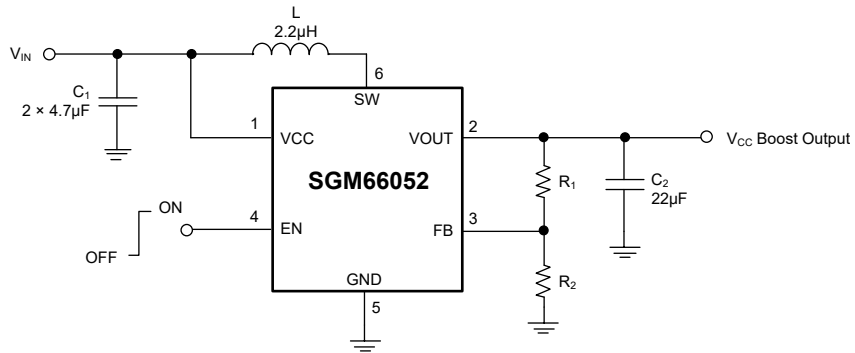 L
2.2µH
VIN
C1
2 × 4.7µF
6
SW
1
VCC
VOUT
2
VCC Boost Output
SGM66052
R1
C2
22µF
ON
OFF
4
EN
FB
3
R2
GND
5